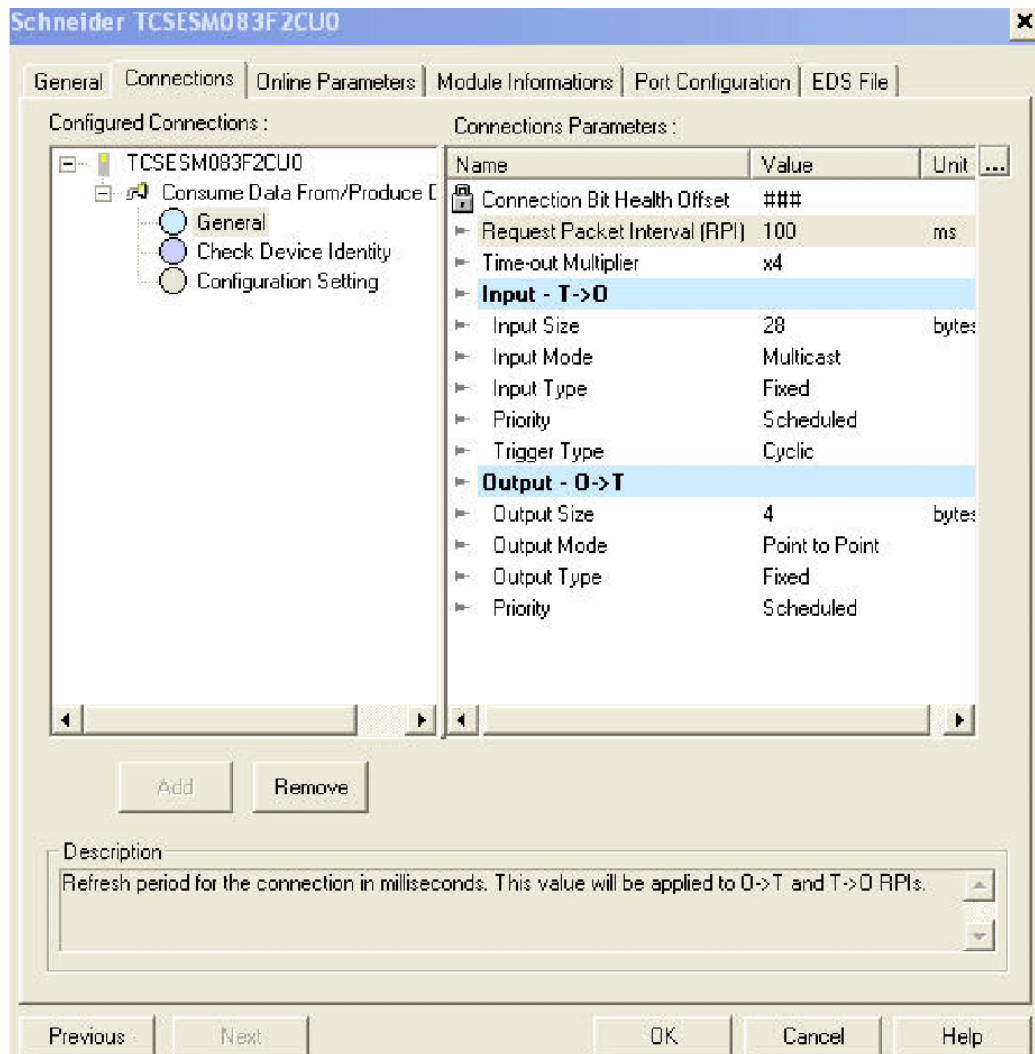 Schneider TCSESM083F2CU0
General Connections Online Parameters Module Informations Port Configuration EDS File
Configured Connections :
TCSESM083F2CU0
Consume Data From/Produce D
General
Check Device Identity
Configuration Setting
Connections Parameters :
Name Value Unit ...
Connection Bit Health Offset ###
Request Packet Interval (RPI) 100 ms
Time-out Multiplier x4
Input - T->O
Input Size 28 bytes
Input Mode Multicast
Input Type Fixed
Priority Scheduled
Trigger Type Cyclic
Output - O->T
Output Size 4 bytes
Output Mode Point to Point
Output Type Fixed
Priority Scheduled
Add Remove
Description
Refresh period for the connection in milliseconds. This value will be applied to O->T and T->O RPIs.
Previous Next OK Cancel Help